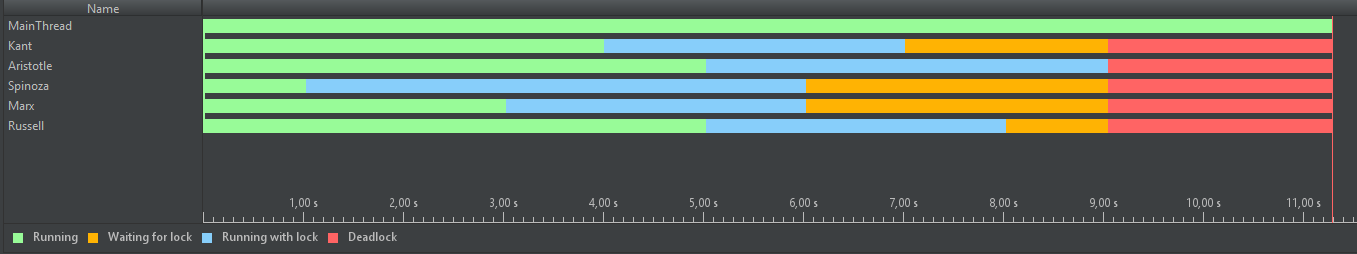 Name
MainThread
Kant
Aristotle
Spinoza
Marx
Russell
1,00 s 2,00 s 3,00 s 4,00 s 5,00 s 6,00 s 7,00 s 8,00 s 9,00 s 10,00 s 11,00 s
Running Waiting for lock Running with lock Deadlock